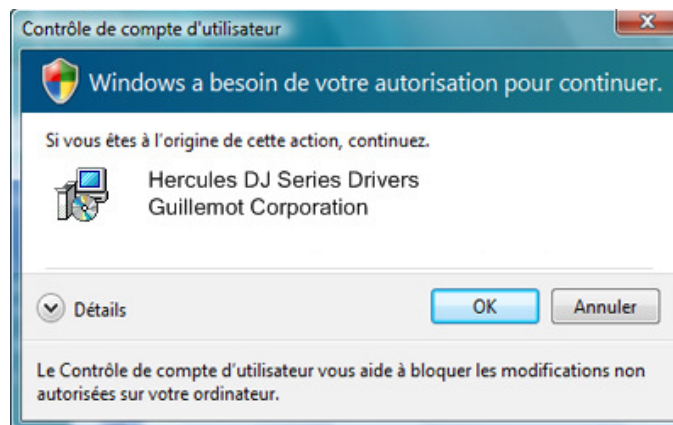 Contrôle de compte d'utilisateur
Windows a besoin de votre autorisation pour continuer.
Si vous êtes à l'origine de cette action, continuez.
Hercules DJ Series Drivers
Guillemot Corporation
Détails
OK
Annuler
Le Contrôle de compte d'utilisateur vous aide à bloquer les modifications non
autorisées sur votre ordinateur.